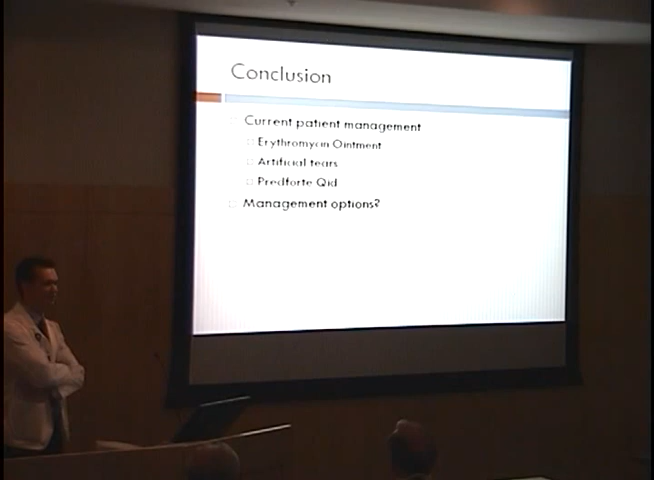 Conclusion
Current patient management
Erythromycin Ointment
Artificial tears
Predforte Qid
Management options?